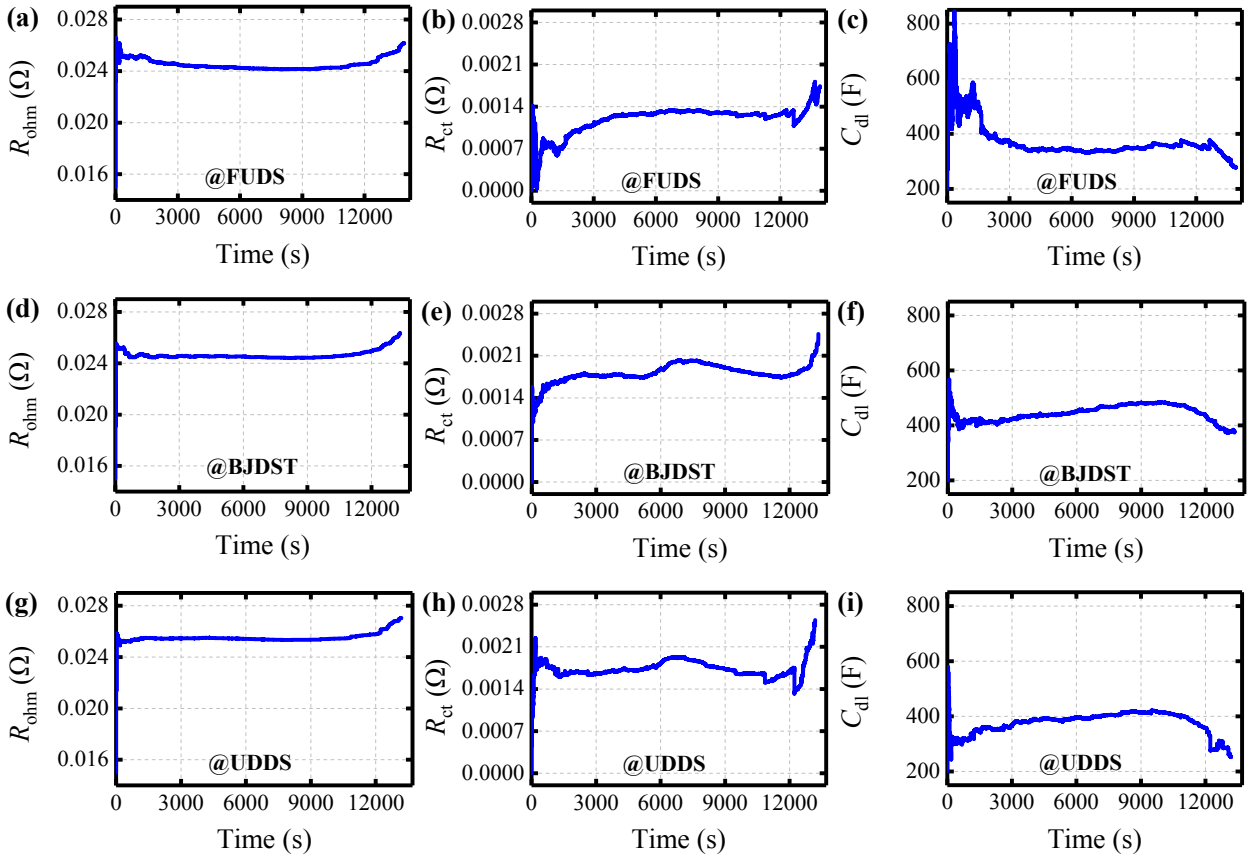 (a)
R_ohm (Ω)
0.028
0.024
0.020
0.016
@FUDS
0 3000 6000 9000 12000
Time (s)
(b)
R_ct (Ω)
0.0028
0.0021
0.0014
0.0007
0.0000
@FUDS
0 3000 6000 9000 12000
Time (s)
(c)
C_dl (F)
800
600
400
200
@FUDS
0 3000 6000 9000 12000
Time (s)
(d)
R_ohm (Ω)
0.028
0.024
0.020
0.016
@BJDST
0 3000 6000 9000 12000
Time (s)
(e)
R_ct (Ω)
0.0028
0.0021
0.0014
0.0007
0.0000
@BJDST
0 3000 6000 9000 12000
Time (s)
(f)
C_dl (F)
800
600
400
200
@BJDST
0 3000 6000 9000 12000
Time (s)
(g)
R_ohm (Ω)
0.028
0.024
0.020
0.016
@UDDS
0 3000 6000 9000 12000
Time (s)
(h)
R_ct (Ω)
0.0028
0.0021
0.0014
0.0007
0.0000
@UDDS
0 3000 6000 9000 12000
Time (s)
(i)
C_dl (F)
800
600
400
200
@UDDS
0 3000 6000 9000 12000
Time (s)